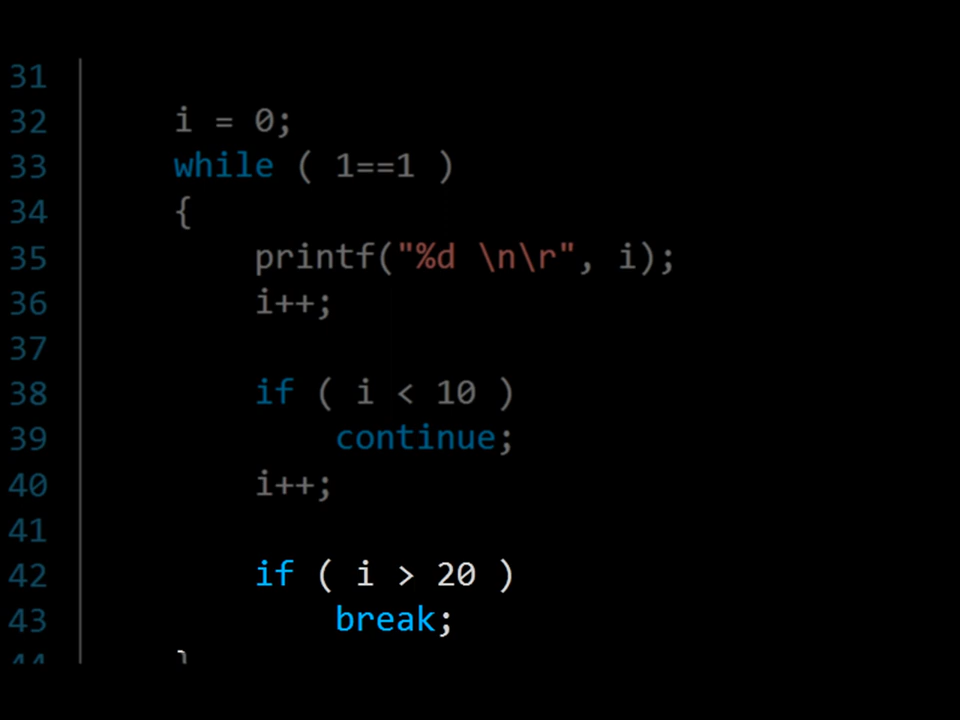 31
32 i = 0;
33 while ( 1==1 )
34 {
35 printf("%d \n\r", i);
36 i++;
37
38 if ( i < 10 )
39 continue;
40 i++;
41
42 if ( i > 20 )
43 break;
44 }